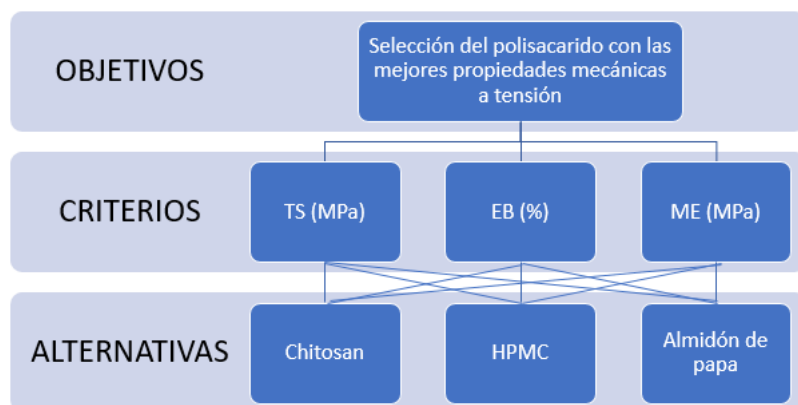 OBJETIVOS
Selección del polisacarido con las
mejores propiedades mecánicas
a tensión
CRITERIOS
TS (MPa)
EB (%)
ME (MPa)
ALTERNATIVAS
Chitosan
HPMC
Almidón de
papa